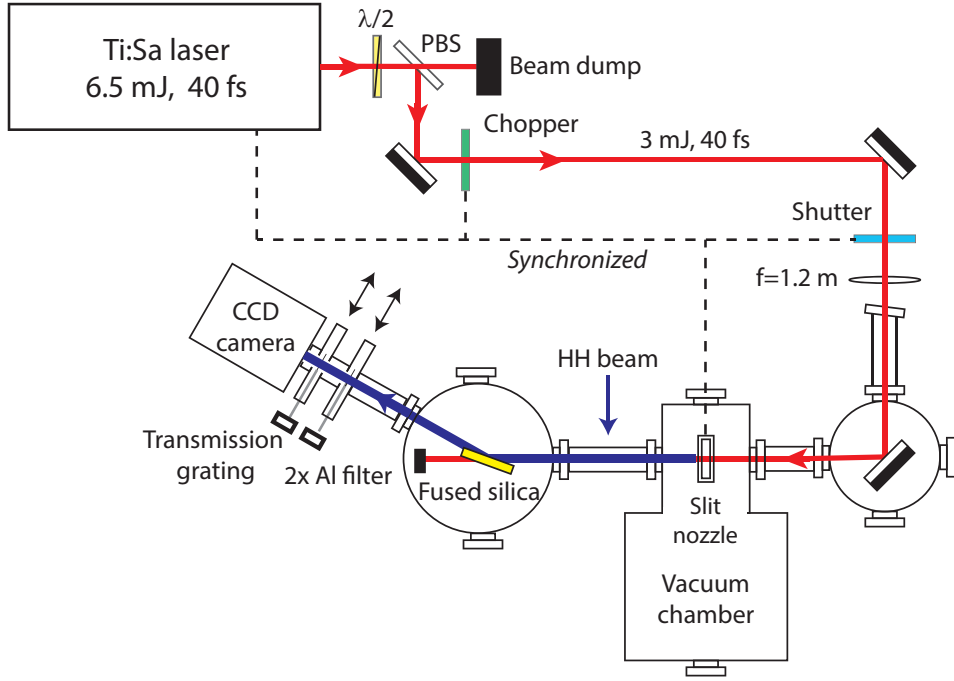 λ/2
Ti:Sa laser
6.5 mJ, 40 fs
PBS
Beam dump
Chopper
3 mJ, 40 fs
Shutter
Synchronized
f=1.2 m
CCD
camera
HH beam
Transmission
grating
2x Al filter
Fused silica
Slit
nozzle
Vacuum
chamber